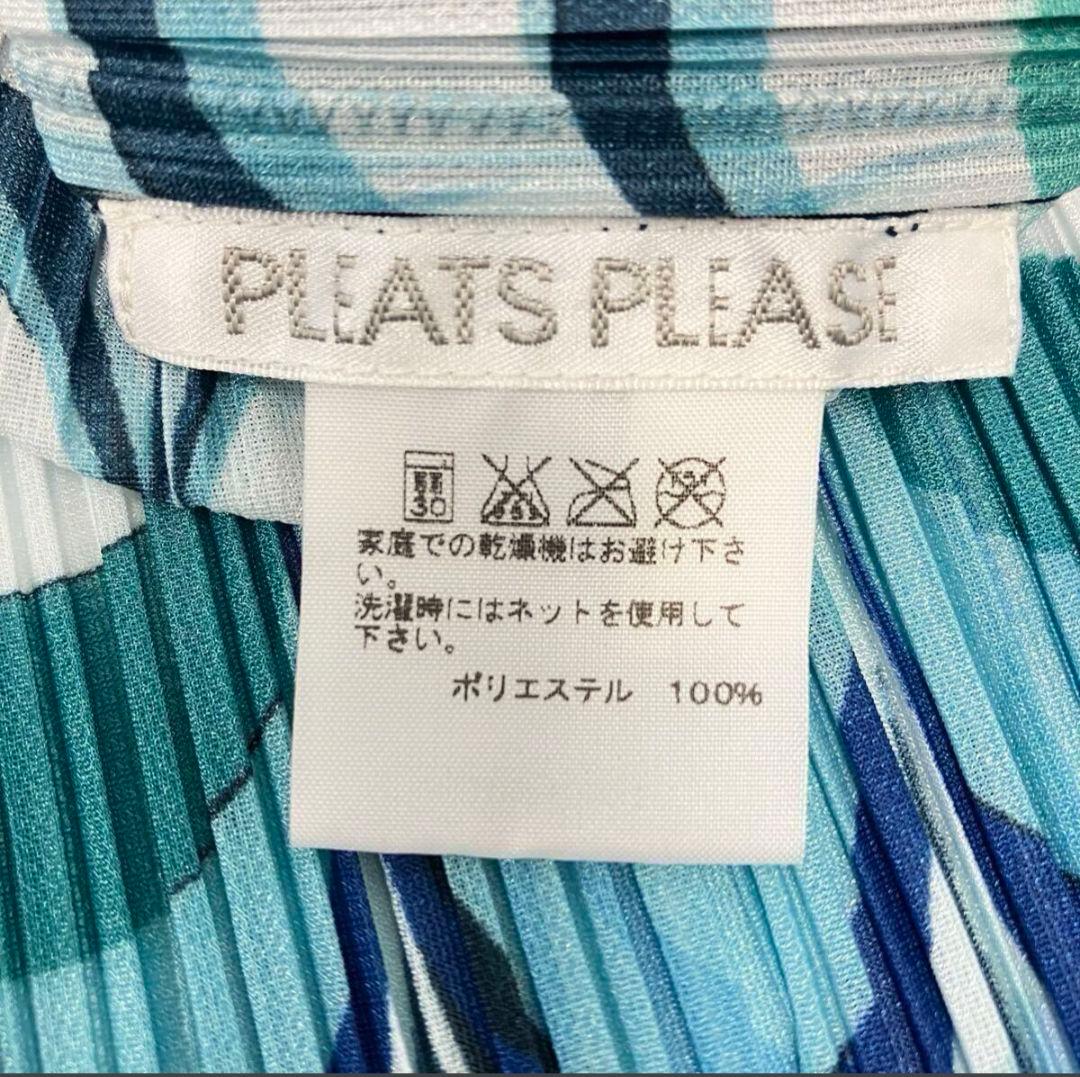 PLEATS PLEASE
30
家庭での乾燥機はお避け下さ
い。
洗濯時にはネットを使用して
下さい。
ポリエステル 100%